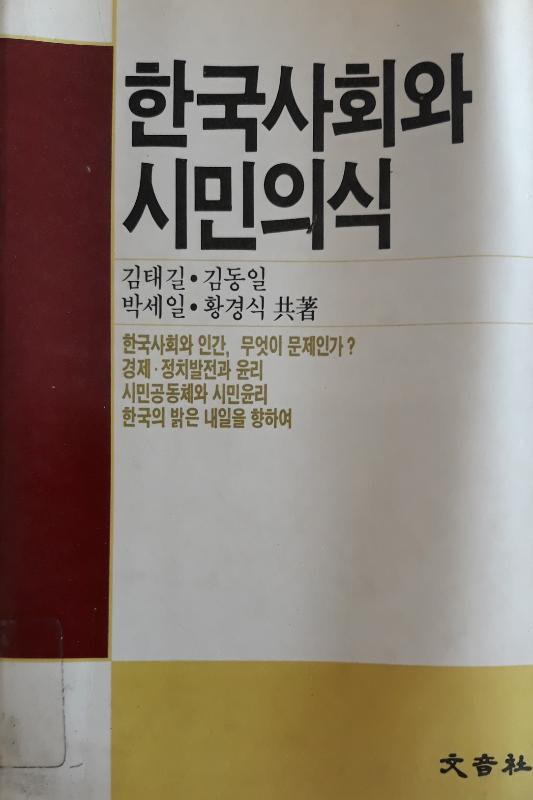 한국사회와
시민의식
김태길·김동일
박세일·황경식 共著
한국사회와 인간, 무엇이 문제인가?
경제·정치발전과 윤리
시민공동체와 시민윤리
한국의 밝은 내일을 향하여
文音社